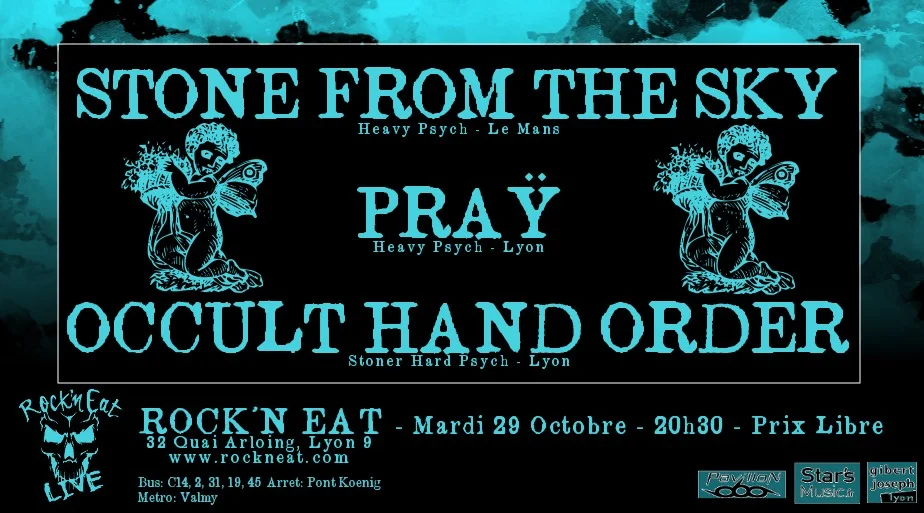 STONE FROM THE SKY
Heavy Psych - Le Mans
PRAŸ
Heavy Psych - Lyon
OCCULT HAND ORDER
Stoner Hard Psych - Lyon
Rock'n Eat
LIVE
ROCK'N EAT - Mardi 29 Octobre - 20h30 - Prix Libre
32 Quai Arloing, Lyon 9
www.rockneat.com
Bus: C14, 2, 31, 19, 45 Arret: Pont Koenig
Metro: Valmy
PAVILLON
Star's
Music.fr
gibert
joseph
lyon